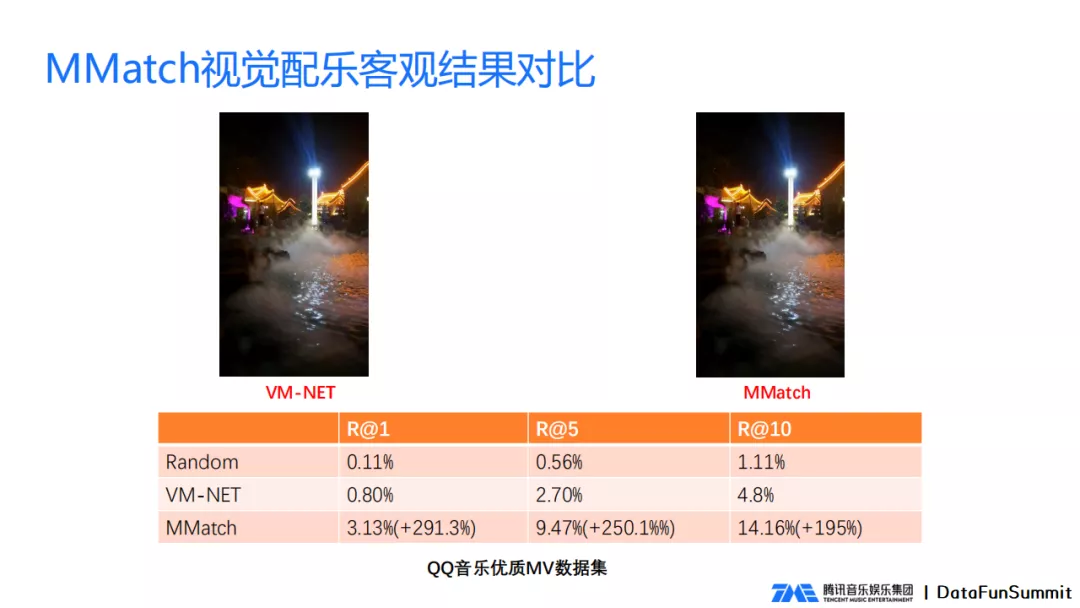 MMatch视觉配乐客观结果对比
VM-NET MMatch
R@1 R@5 R@10
Random 0.11% 0.56% 1.11%
VM-NET 0.80% 2.70% 4.8%
MMatch 3.13%(+291.3%) 9.47%(+250.1%%) 14.16%(+195%)
QQ音乐优质MV数据集
TME 腾讯音乐娱乐集团 | DataFunSummit
TENCENT MUSIC ENTERTAINMENT